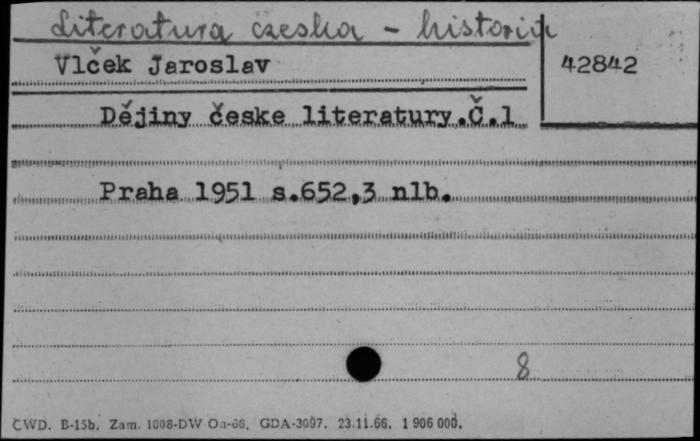 Literatura czeska - historia
Vlček Jaroslav
42842
Dějiny česke literatury.Č.1
Praha 1951 s.652,3 nlb.
8
CWD. B-15b. Zam. 1008-DW Oa-66. GDA-3097. 23.11.66. 1 906 000.